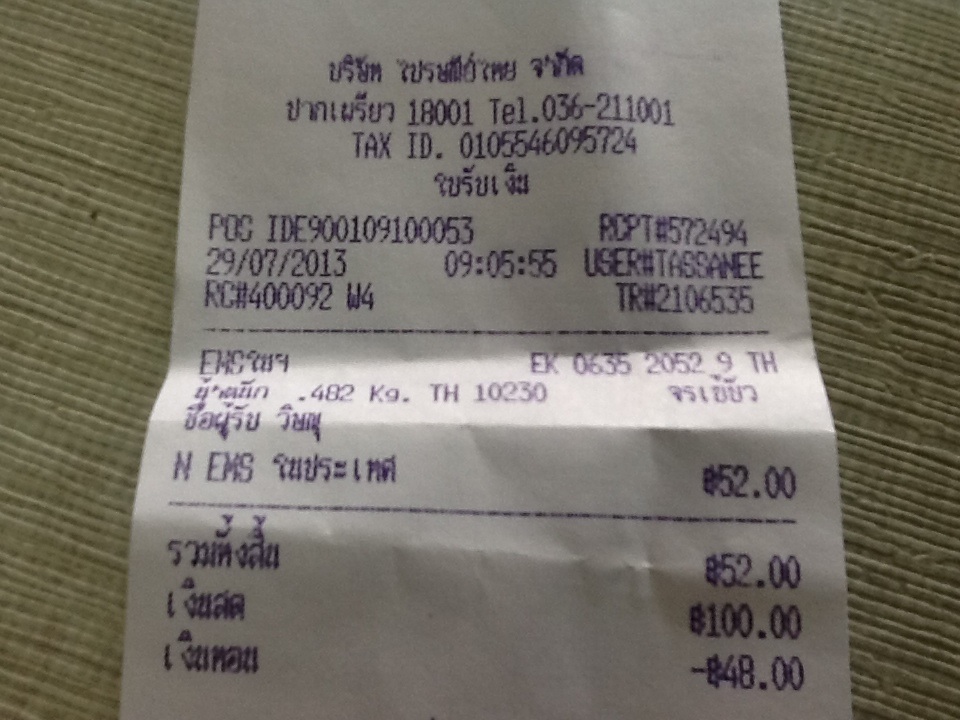 บริษัท ไปรษณีย์ไทย จำกัด
ปากเพรียว 18001 Tel.036-211001
TAX ID. 0105546095724
ใบรับเงิน
POS IDE900109100053 RCPT#572494
29/07/2013 09:05:55 USER#TASSANEE
RC#400092 W4 TR#2106535
EMSในฯ EK 0635 2052 9 TH
น้ำหนัก .482 Kg. TH 10230 จรเข้บัว
ชื่อผู้รับ วิษณุ
N EMS ในประเทศ ฿52.00
รวมทั้งสิ้น ฿52.00
เงินสด ฿100.00
เงินทอน -฿48.00